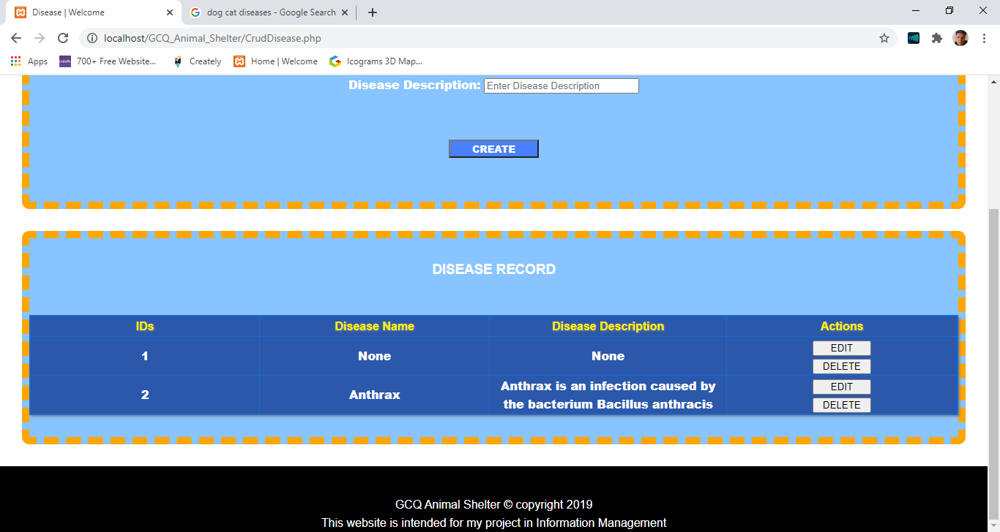 Disease | Welcome
dog cat diseases - Google Search
localhost/GCQ_Animal_Shelter/CrudDisease.php
Apps
700+ Free Website...
Creately
Home | Welcome
Icograms 3D Map...
Disease Description: Enter Disease Description
CREATE
DISEASE RECORD
IDs Disease Name Disease Description Actions
1 None None EDIT
DELETE
2 Anthrax Anthrax is an infection caused by EDIT
the bacterium Bacillus anthracis DELETE
GCQ Animal Shelter © copyright 2019
This website is intended for my project in Information Management